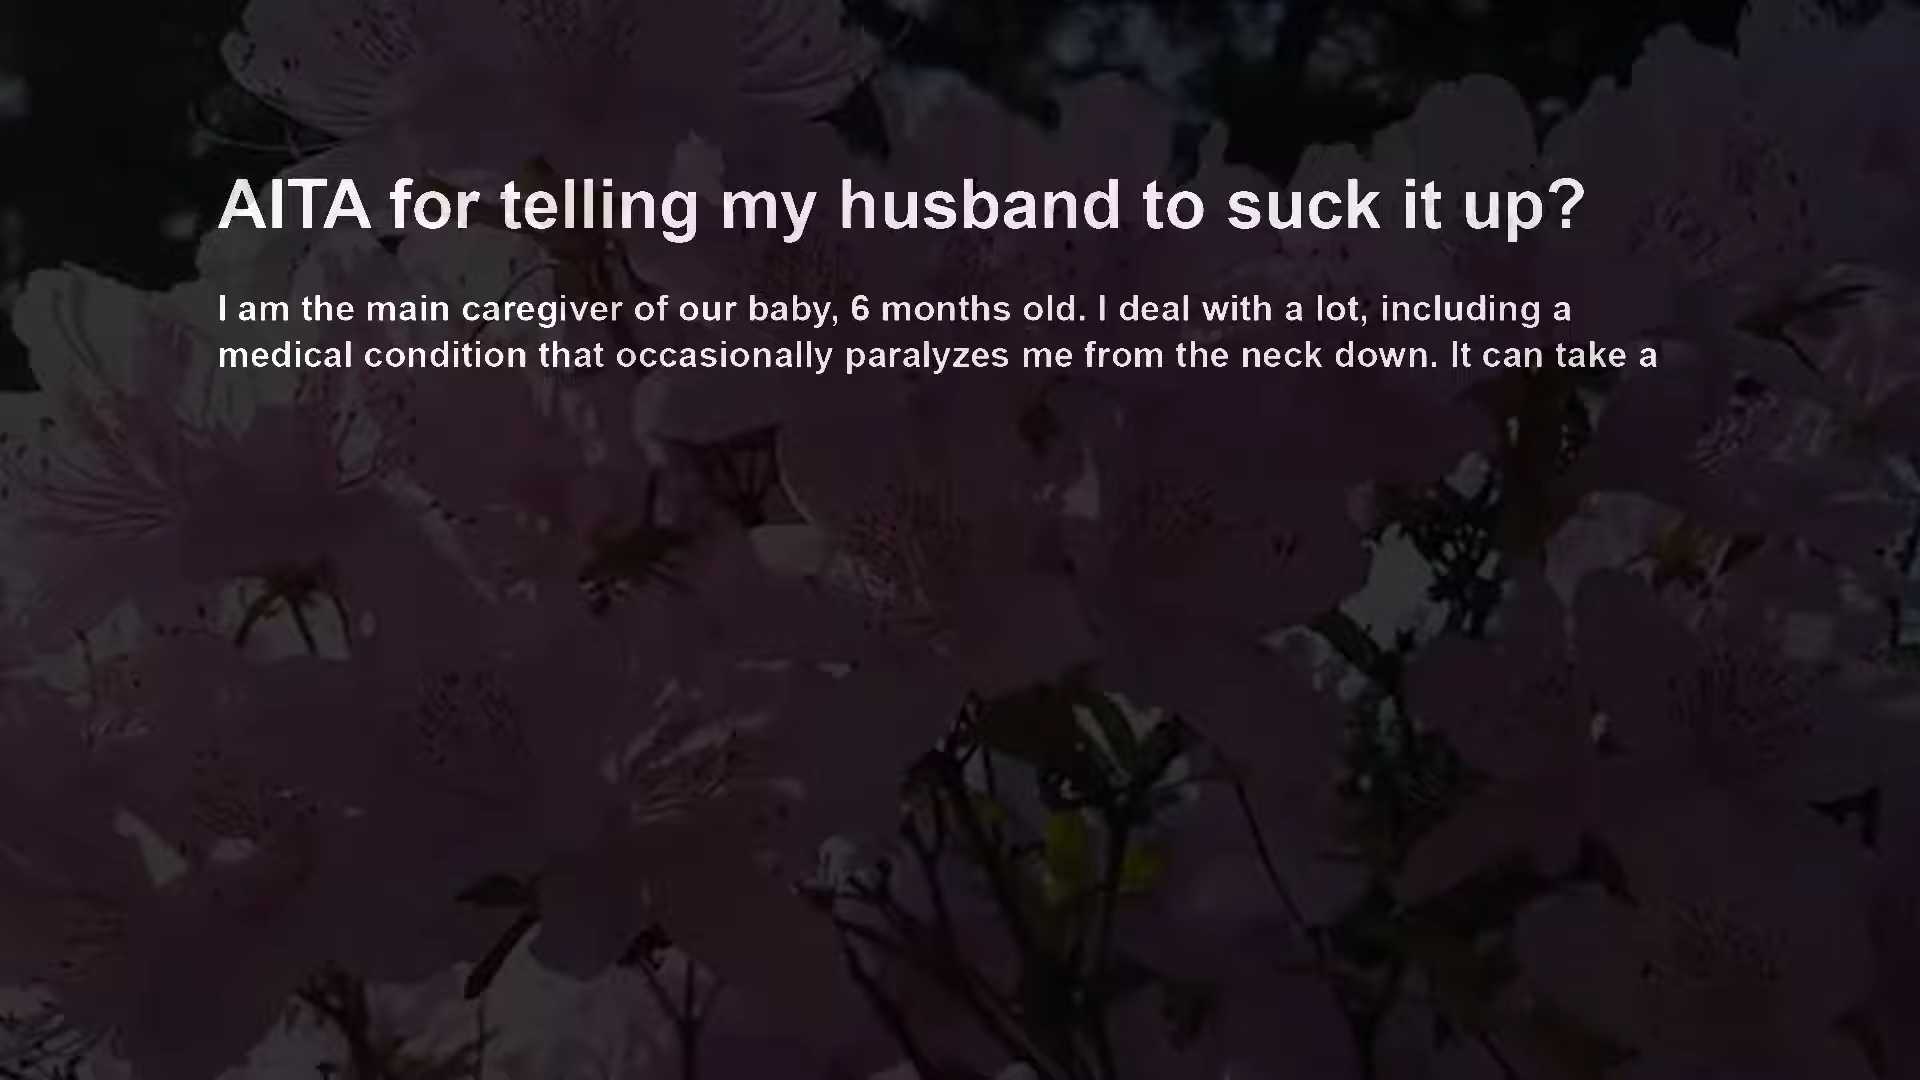 AITA for telling my husband to suck it up?
I am the main caregiver of our baby, 6 months old. I deal with a lot, including a
medical condition that occasionally paralyzes me from the neck down. It can take a